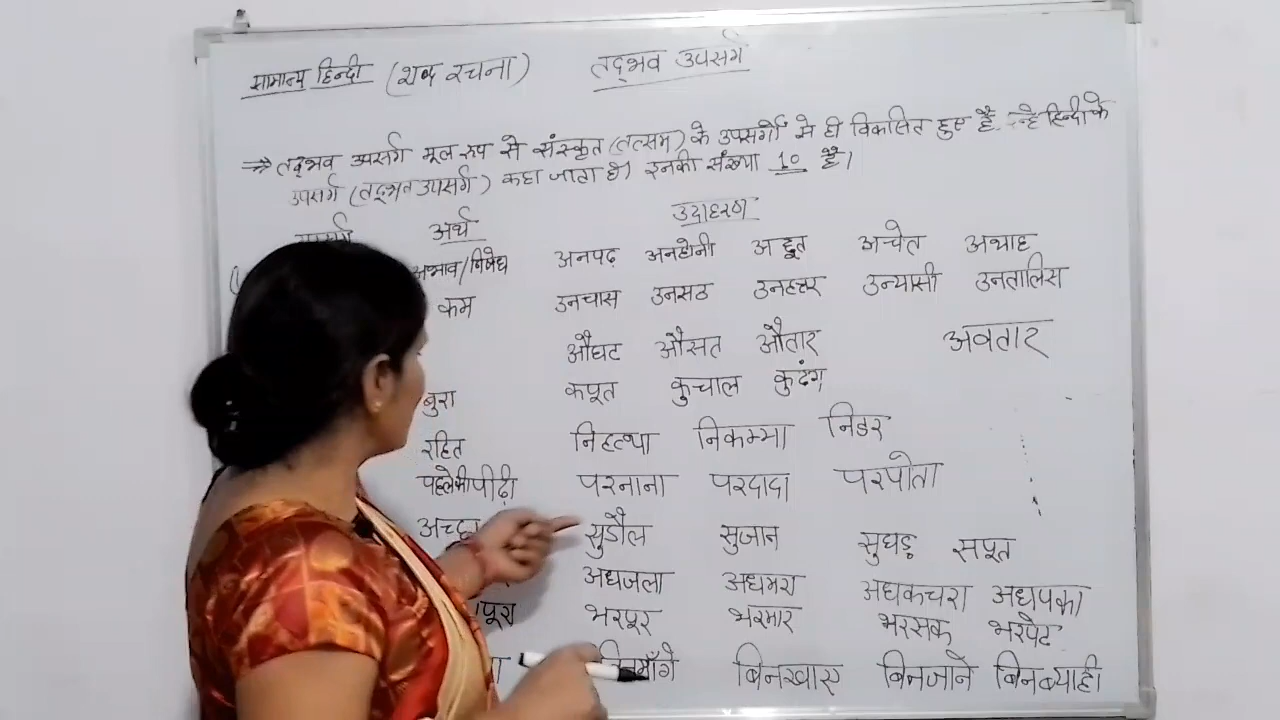 सामान्य हिन्दी (शब्द रचना) तद्भव उपसर्ग
⇒ तद्भव उपसर्ग मूल रूप से संस्कृत (तत्सम) के उपसर्गों से ही विकसित हुए हैं हिन्दी के
उपसर्ग (तद्भव उपसर्ग) कहा जाता है। इनकी संख्या 10 है।
अर्थ उदाहरण
अभाव/निषेध अनपढ़ अनहोनी अछूत अचेत अथाह
कम उनचास उनसठ उनहत्तर उन्यासी उनतालिस
औघट औसत औतार अवतार
बुरा कपूत कुचाल कुढंग
रहित निहत्था निकम्मा निडर
पहले की पीढ़ी परनाना परदादा परपोता
अच्छा सुडौल सुजान सुघड़ सपूत
अधजला अधमरा अधकचरा अधपका
पूरा भरपूर भरमार भरसक भरपेट
बिनमाँगे बिनखाए बिनजाने बिनब्याही